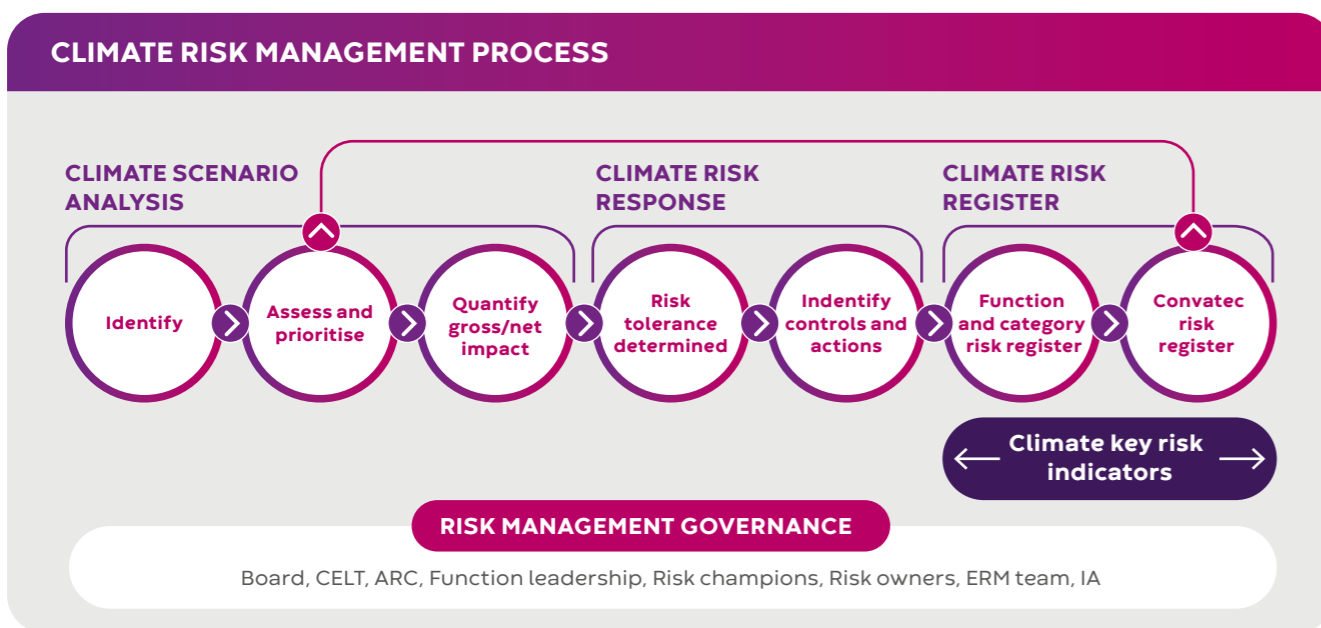 CLIMATE RISK MANAGEMENT PROCESS
CLIMATE SCENARIO
ANALYSIS
CLIMATE RISK
RESPONSE
CLIMATE RISK
REGISTER
Identify
Assess and
prioritise
Quantify
gross/net
impact
Risk
tolerance
determined
Indentify
controls and
actions
Function
and category
risk register
Convatec
risk
register
Climate key risk
indicators
RISK MANAGEMENT GOVERNANCE
Board, CELT, ARC, Function leadership, Risk champions, Risk owners, ERM team, IA